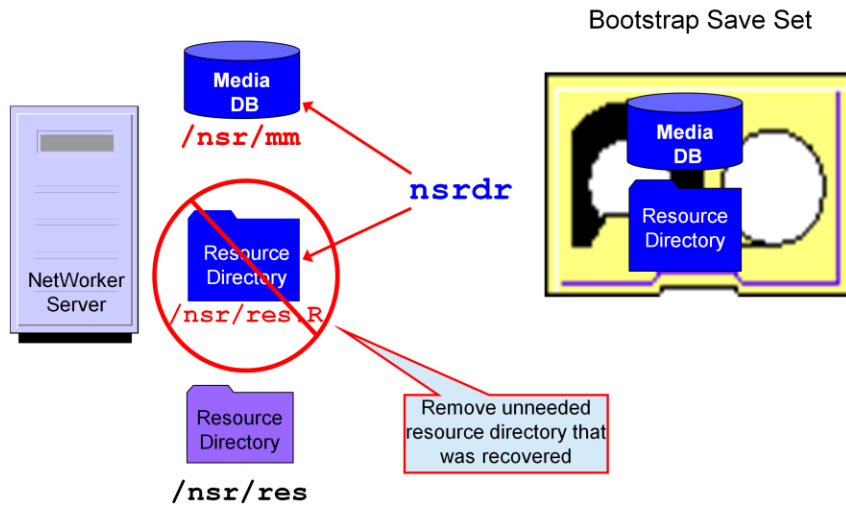 Bootstrap Save Set
Media
DB
/nsr/mm
nsrdr
Resource
Directory
/nsr/res.R
NetWorker
Server
Media
DB
Resource
Directory
Remove unneeded
resource directory that
was recovered
Resource
Directory
/nsr/res